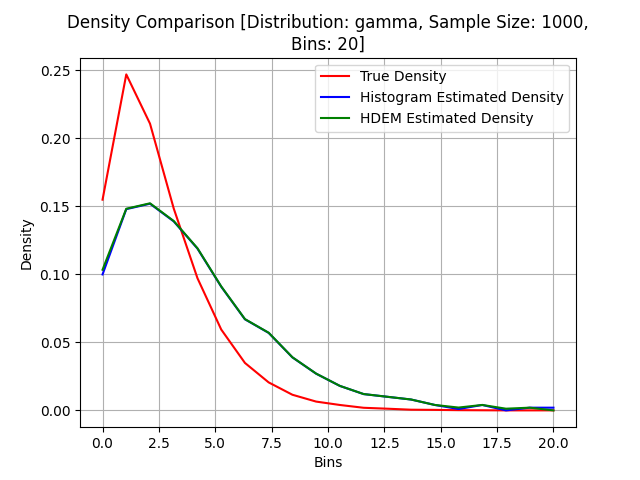 Density Comparison [Distribution: gamma, Sample Size: 1000,
Bins: 20]
True Density
Histogram Estimated Density
HDEM Estimated Density
Density
0.25
0.20
0.15
0.10
0.05
0.00
0.0 2.5 5.0 7.5 10.0 12.5 15.0 17.5 20.0
Bins